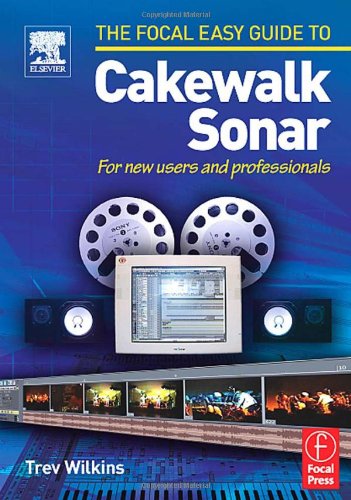 THE FOCAL EASY GUIDE TO
ELSEVIER
Cakewalk
Sonar
For new users and professionals
SONY
Trev Wilkins
Focal
Press